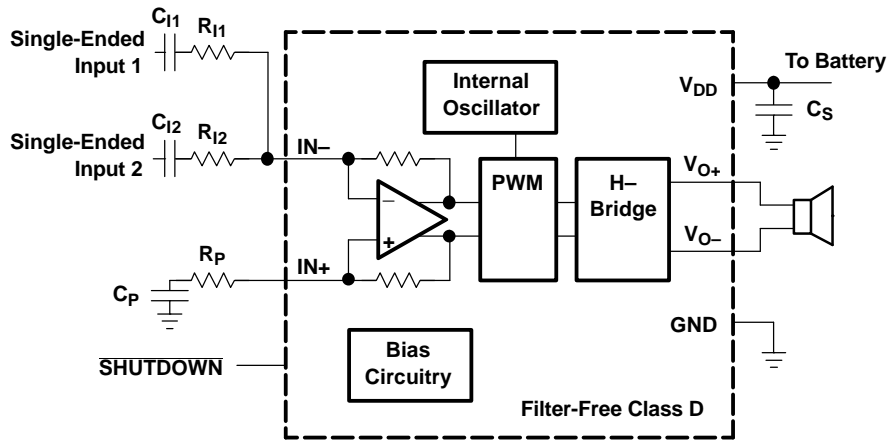 C_I1
R_I1
Single-Ended
Input 1
C_I2
R_I2
Single-Ended
Input 2
IN–
R_P
IN+
C_P
SHUTDOWN
Internal
Oscillator
–
+
PWM
H–
Bridge
Bias
Circuitry
Filter-Free Class D
To Battery
V_DD
C_S
V_O+
V_O–
GND